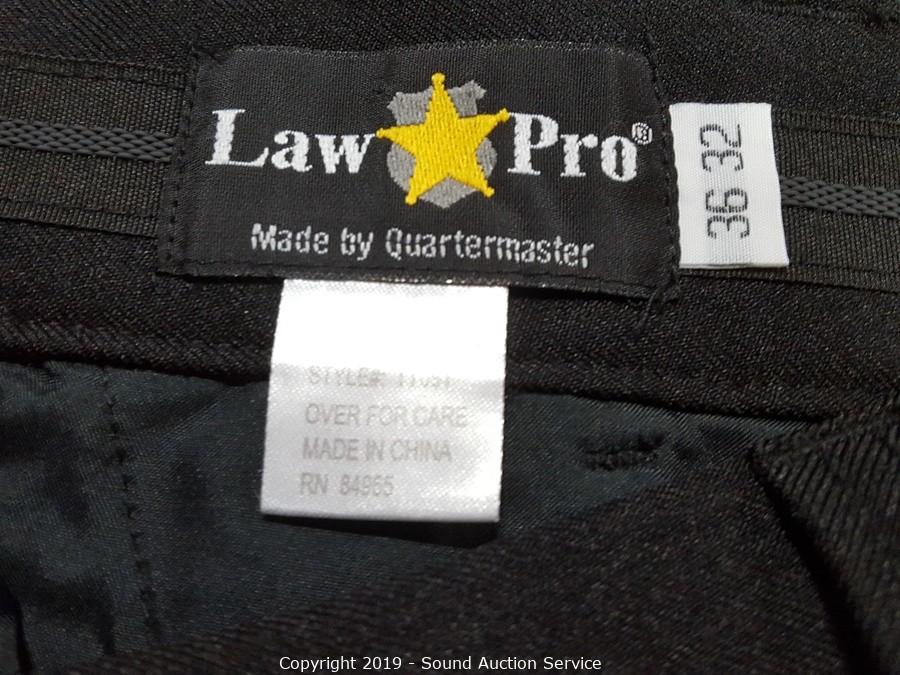 Law Pro®
Made by Quartermaster
36 32
STYLE#:
OVER FOR CARE
MADE IN CHINA
RN 84965
Copyright 2019 - Sound Auction Service